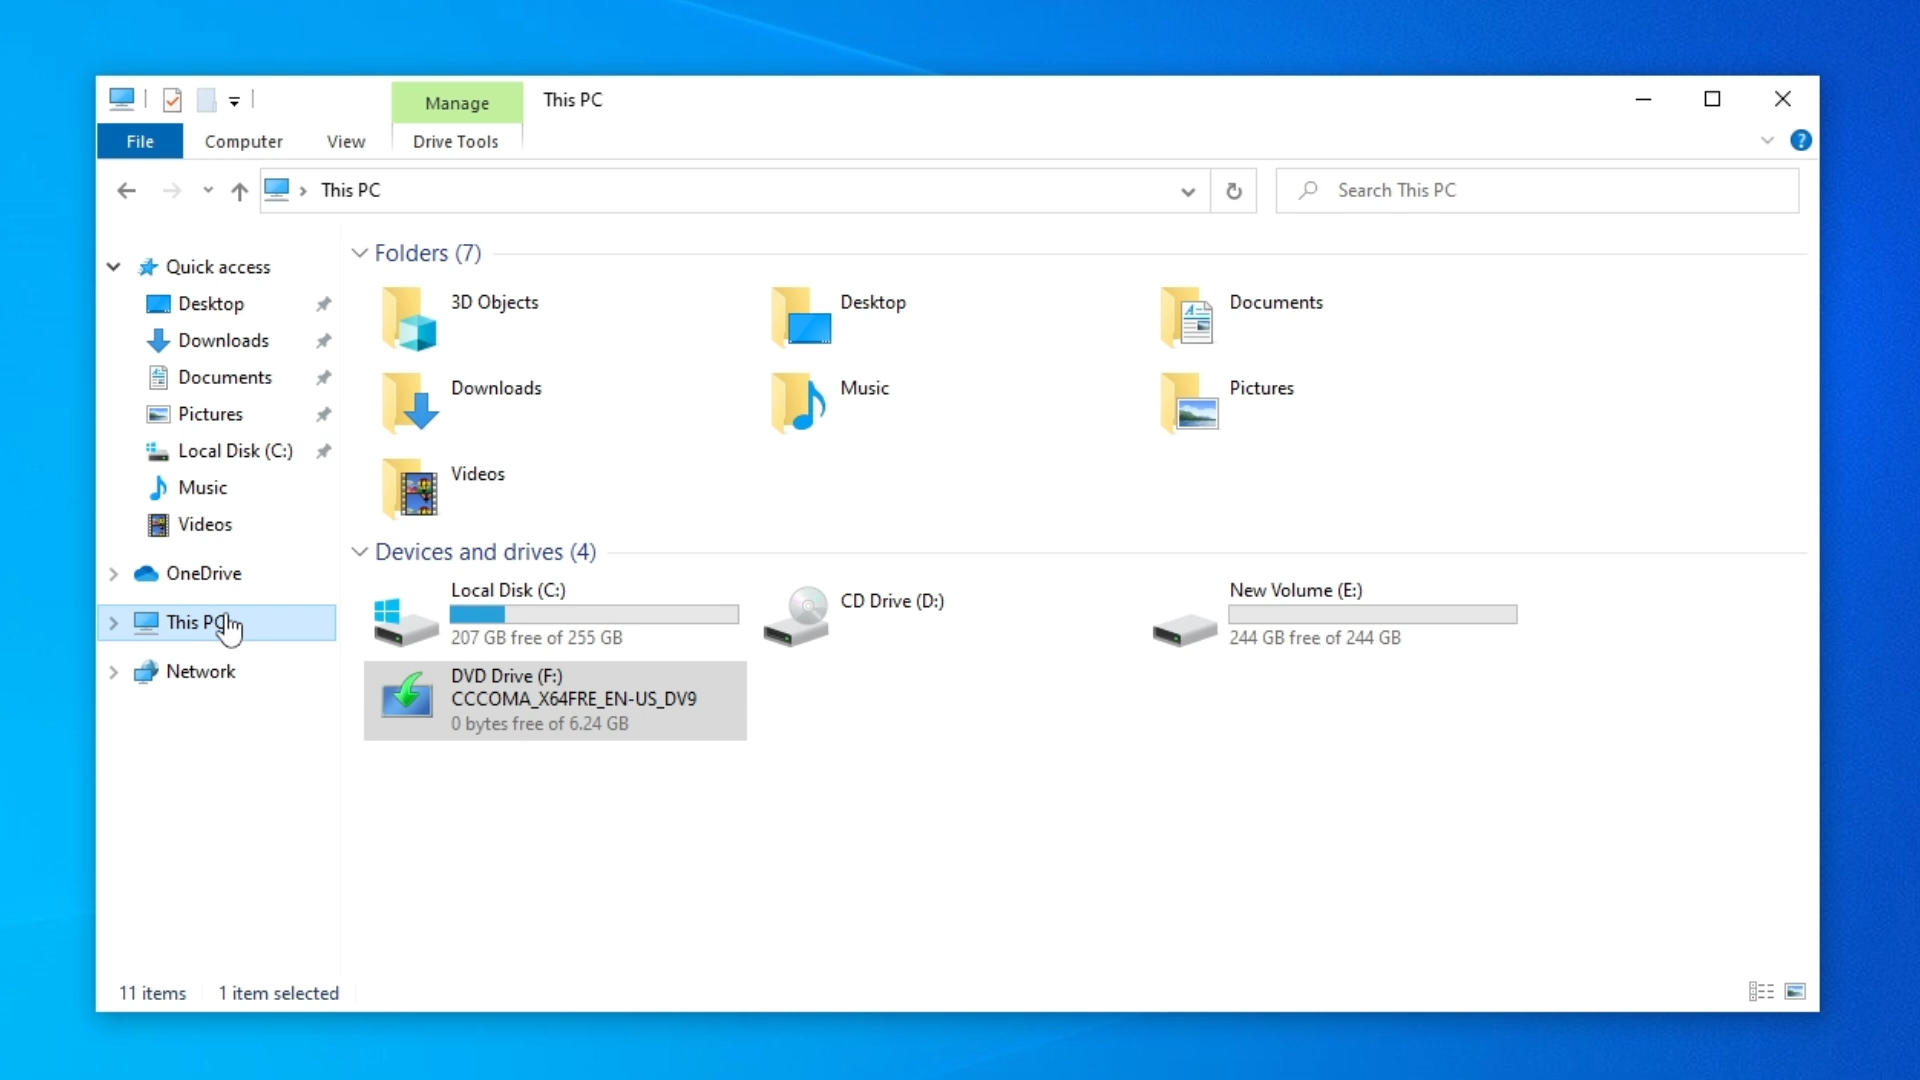 Manage
This PC
File
Computer
View
Drive Tools
This PC
Search This PC
Quick access
Desktop
Downloads
Documents
Pictures
Local Disk (C:)
Music
Videos
OneDrive
This PC
Network
Folders (7)
3D Objects
Desktop
Documents
Downloads
Music
Pictures
Videos
Devices and drives (4)
Local Disk (C:)
207 GB free of 255 GB
CD Drive (D:)
New Volume (E:)
244 GB free of 244 GB
DVD Drive (F:)
CCCOMA_X64FRE_EN-US_DV9
0 bytes free of 6.24 GB
11 items
1 item selected